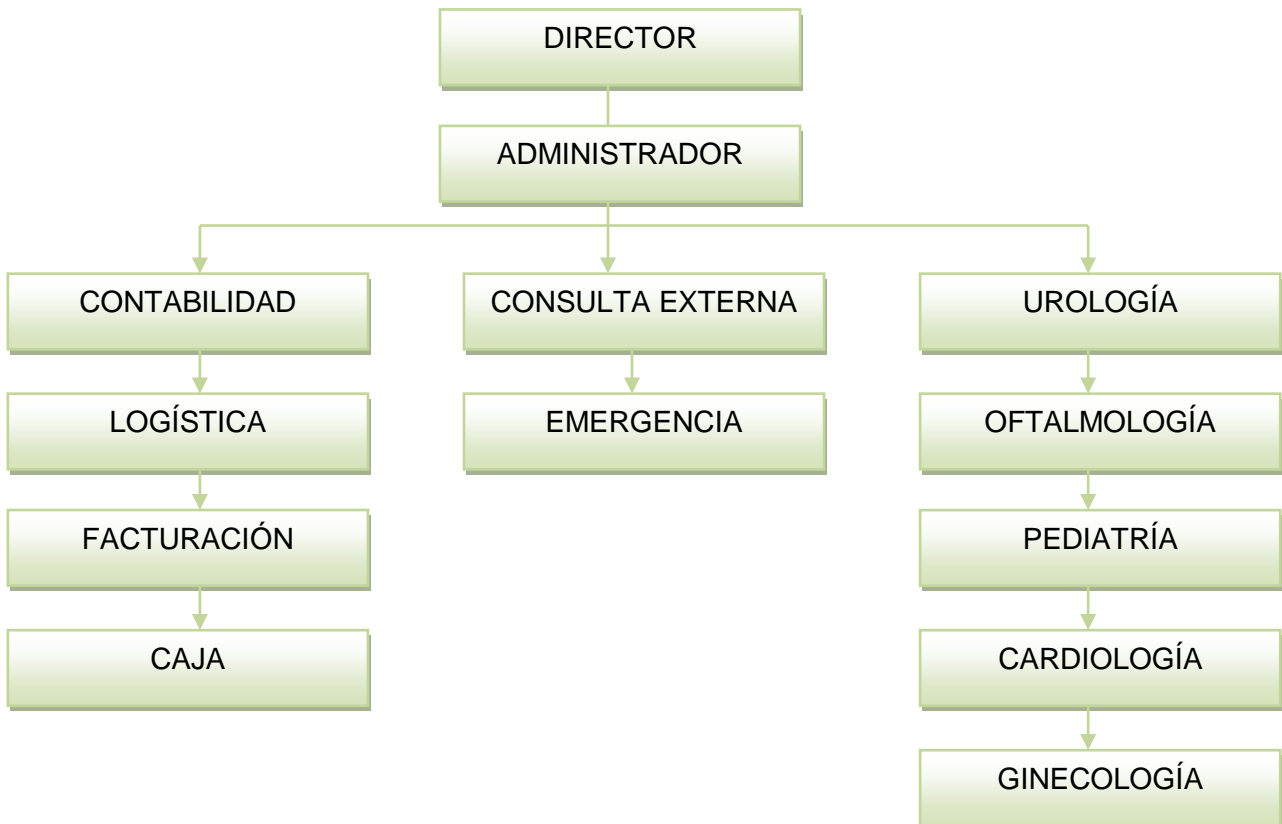 DIRECTOR
ADMINISTRADOR
CONTABILIDAD
CONSULTA EXTERNA
UROLOGÍA
LOGÍSTICA
EMERGENCIA
OFTALMOLOGÍA
FACTURACIÓN
PEDIATRÍA
CAJA
CARDIOLOGÍA
GINECOLOGÍA